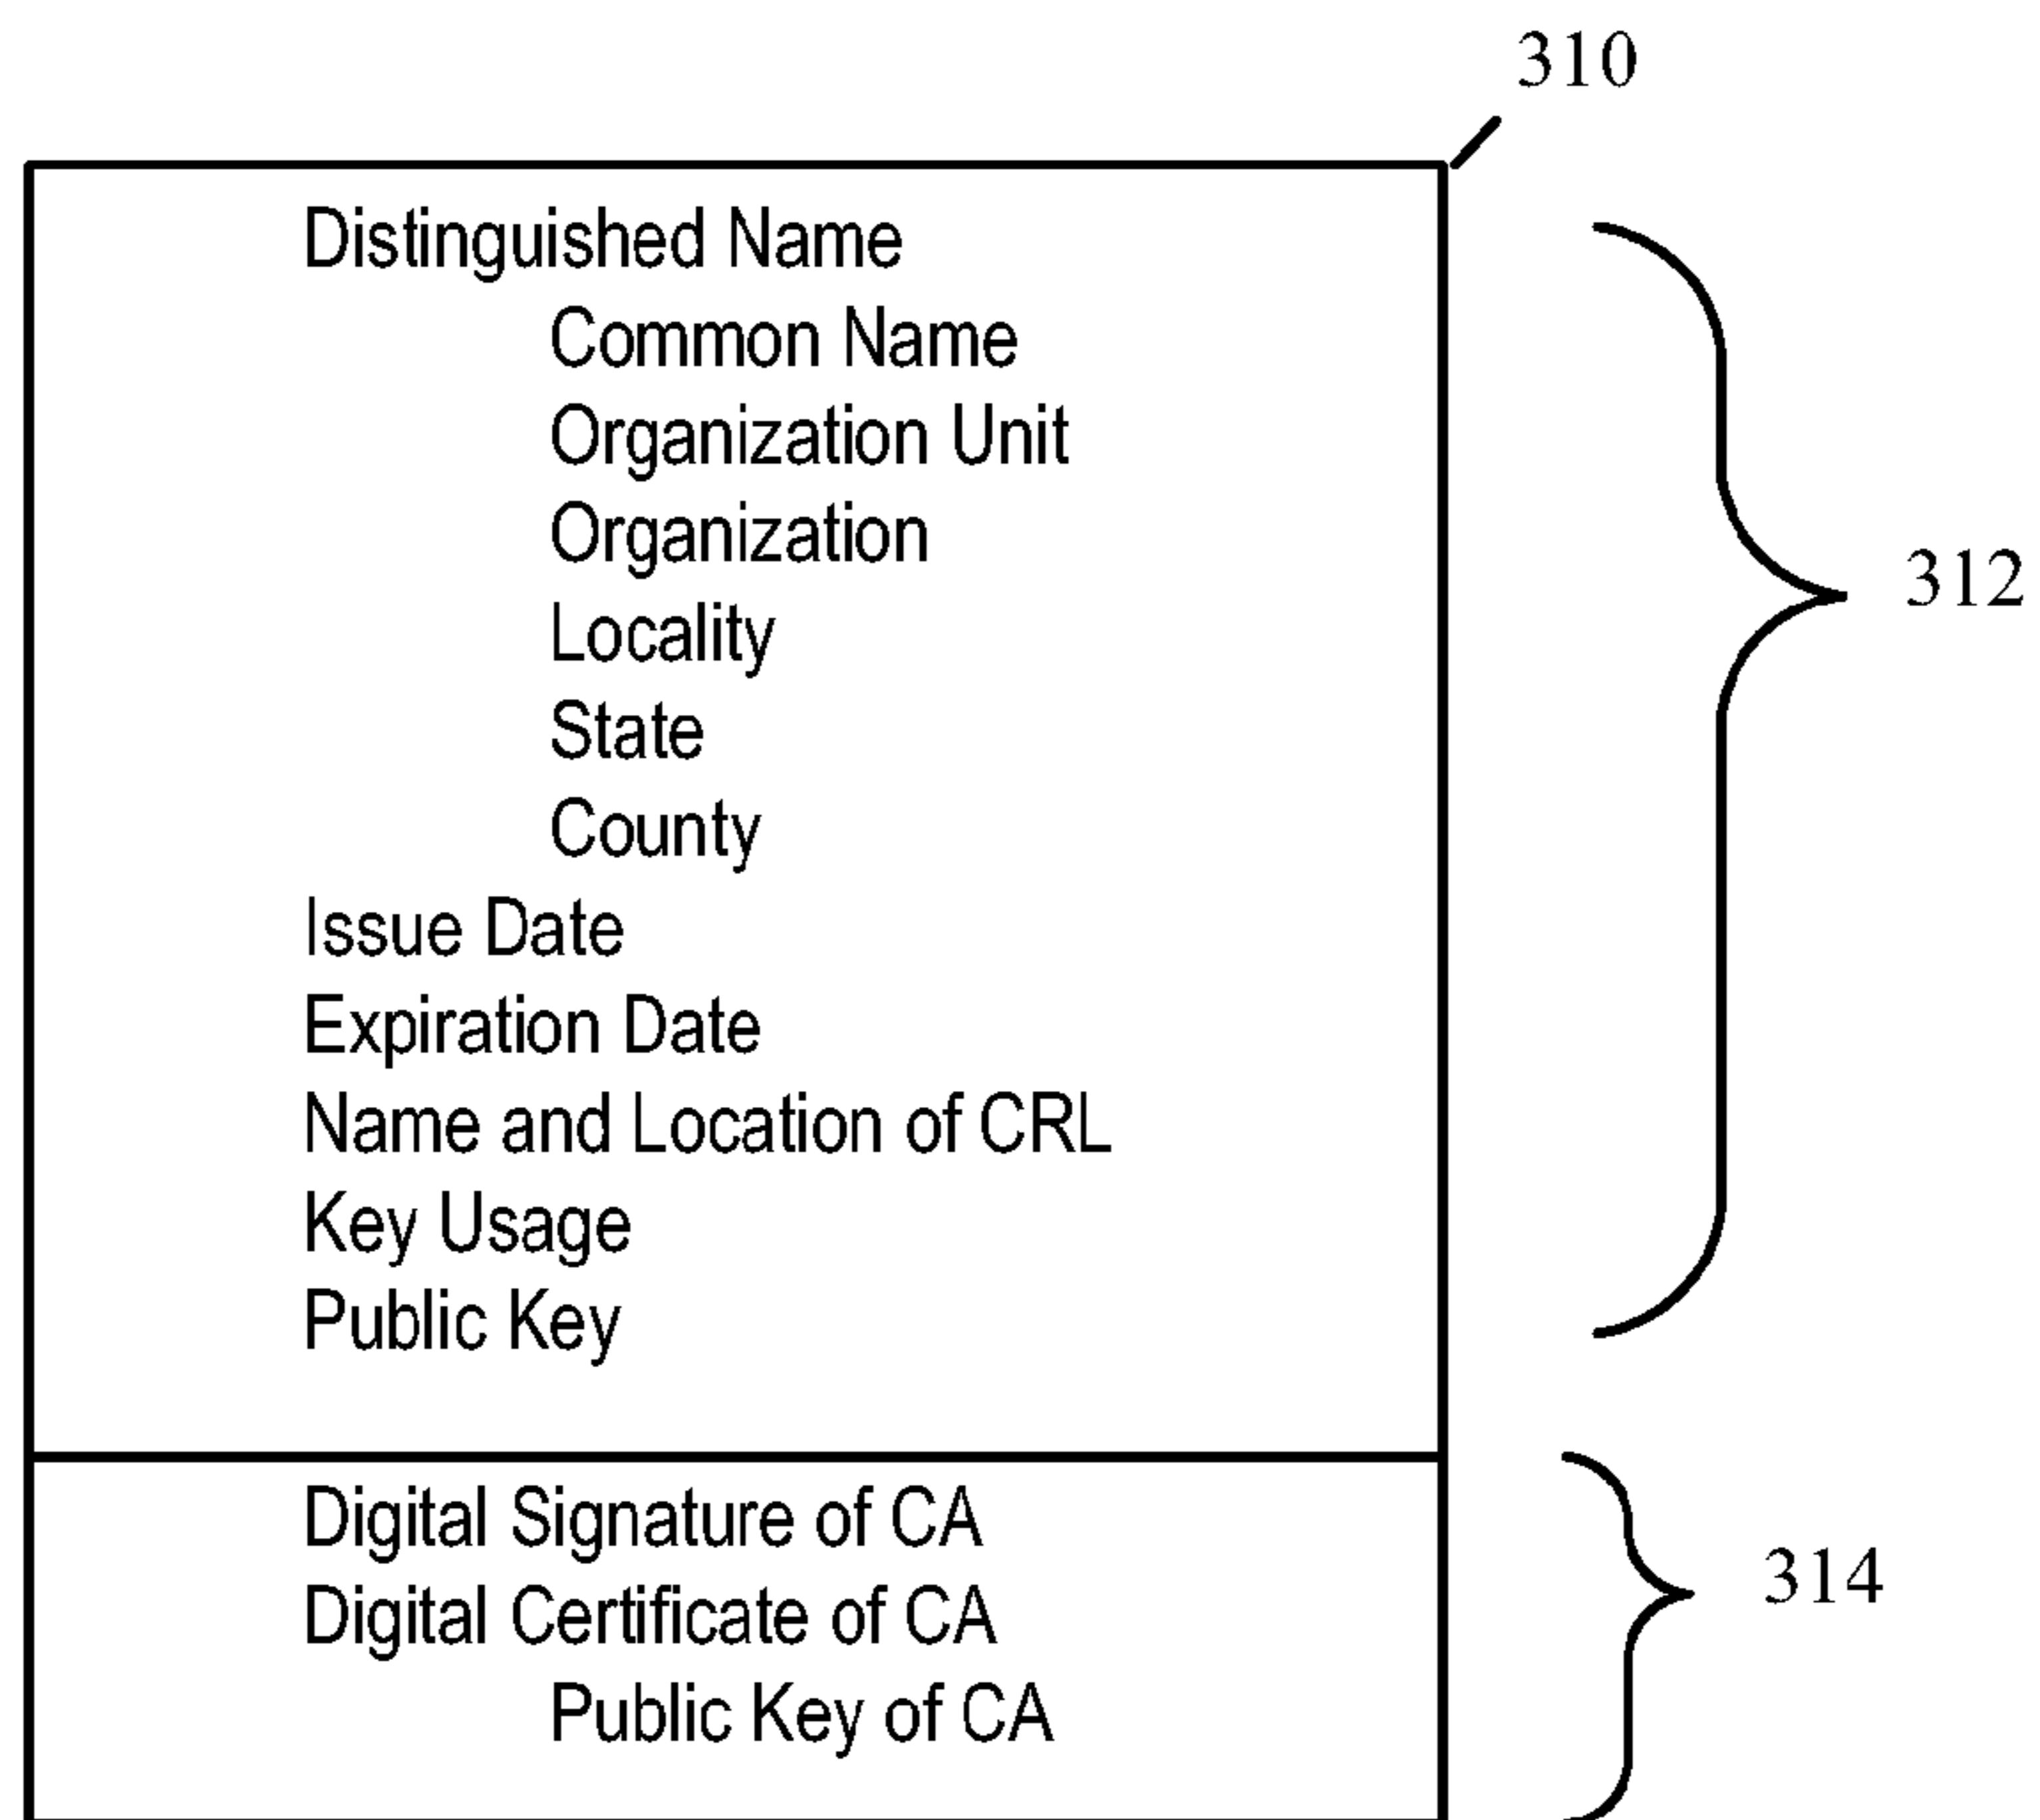 310
Distinguished Name
Common Name
Organization Unit
Organization
Locality
State
County
Issue Date
Expiration Date
Name and Location of CRL
Key Usage
Public Key
312
Digital Signature of CA
Digital Certificate of CA
Public Key of CA
314